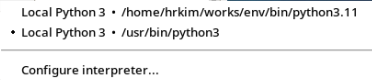 Local Python 3 • /home/hrkim/works/env/bin/python3.11
• Local Python 3 • /usr/bin/python3
Configure interpreter...